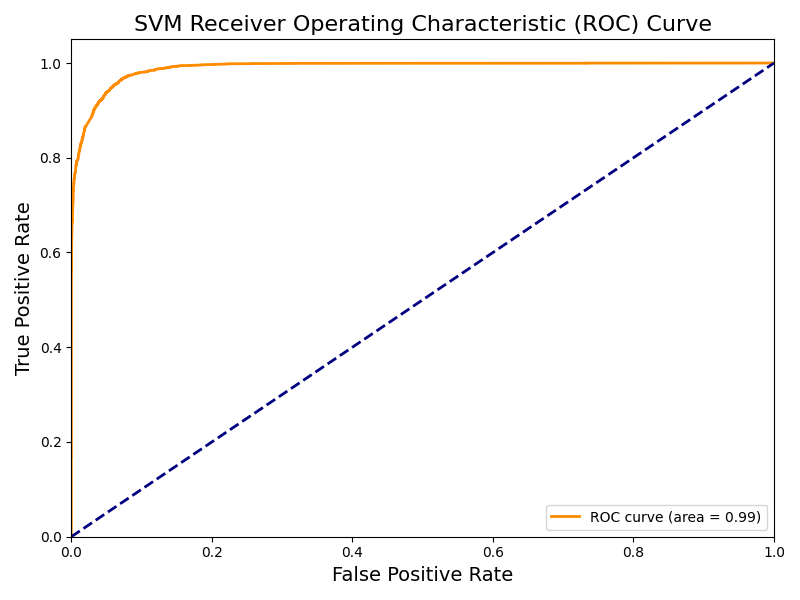 SVM Receiver Operating Characteristic (ROC) Curve
1.0
0.8
0.6
0.4
0.2
0.0
True Positive Rate
ROC curve (area = 0.99)
0.0 0.2 0.4 0.6 0.8 1.0
False Positive Rate